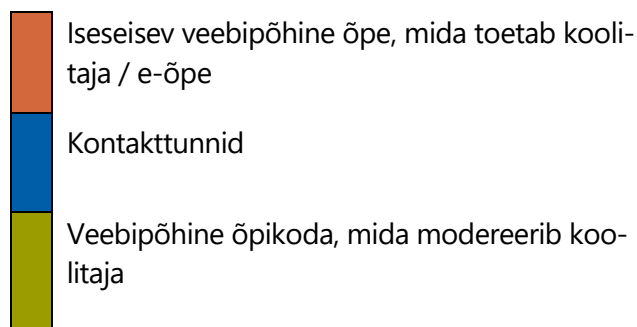 Iseseisev veebipõhine õpe, mida toetab kooli-
taja / e-õpe
Kontakttunnid
Veebipõhine õpikoda, mida modereerib koo-
litaja